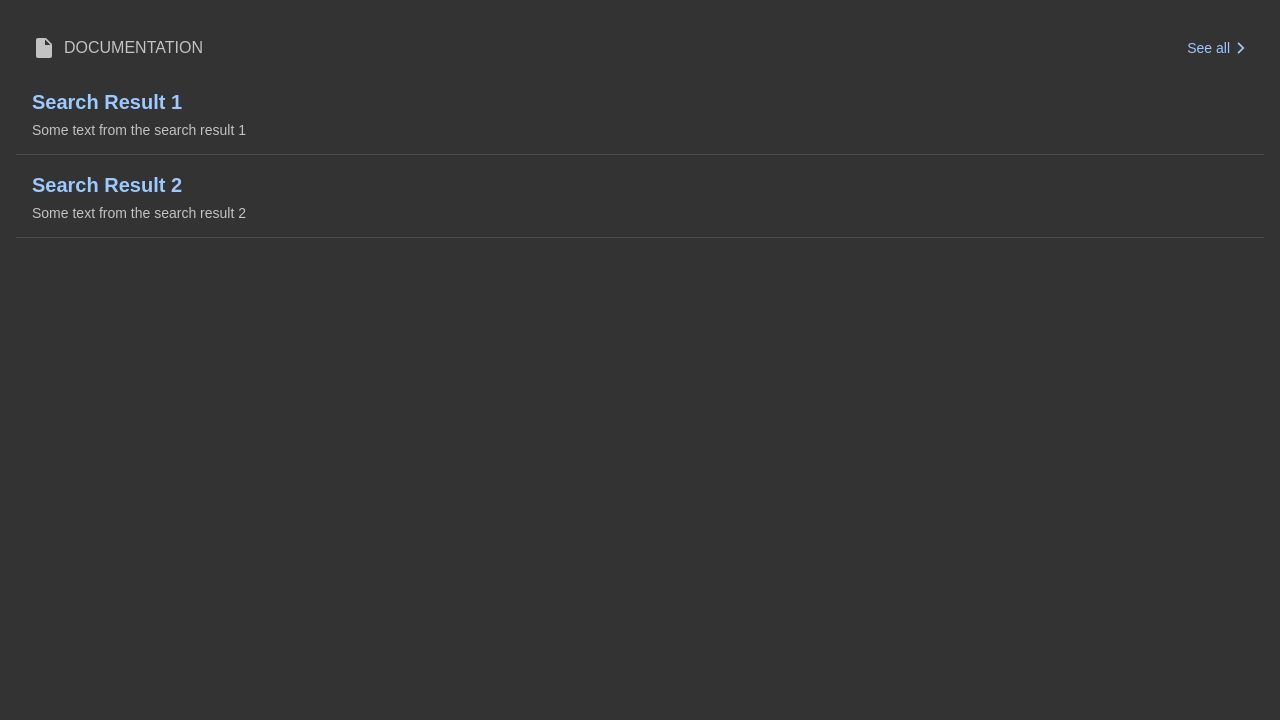 DOCUMENTATION
See all
Search Result 1
Some text from the search result 1
Search Result 2
Some text from the search result 2